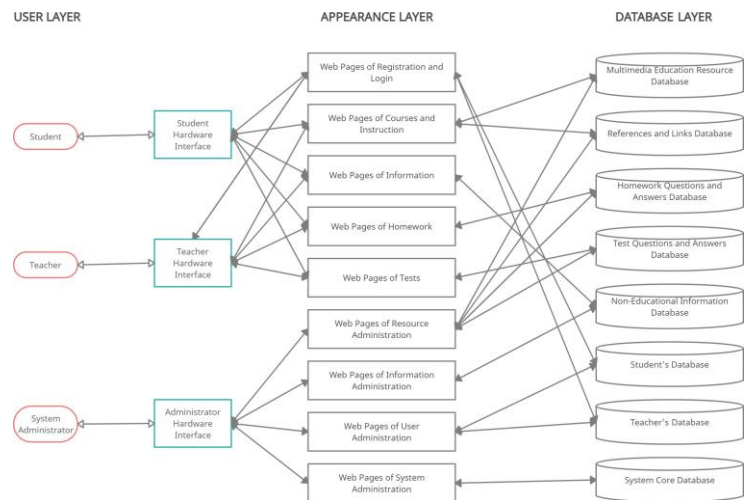 USER LAYER
APPEARANCE LAYER
DATABASE LAYER
Student
Teacher
System
Administrator
Student
Hardware
Interface
Teacher
Hardware
Interface
Administrator
Hardware
Interface
Web Pages of Registration and
Login
Web Pages of Courses and
Instruction
Web Pages of Information
Web Pages of Homework
Web Pages of Tests
Web Pages of Resource
Administration
Web Pages of Information
Administration
Web Pages of User
Administration
Web Pages of System
Administration
Multimedia Education Resource
Database
References and Links Database
Homework Questions and
Answers Database
Test Questions and Answers
Database
Non-Educational Information
Database
Student's Database
Teacher's Database
System Core Database